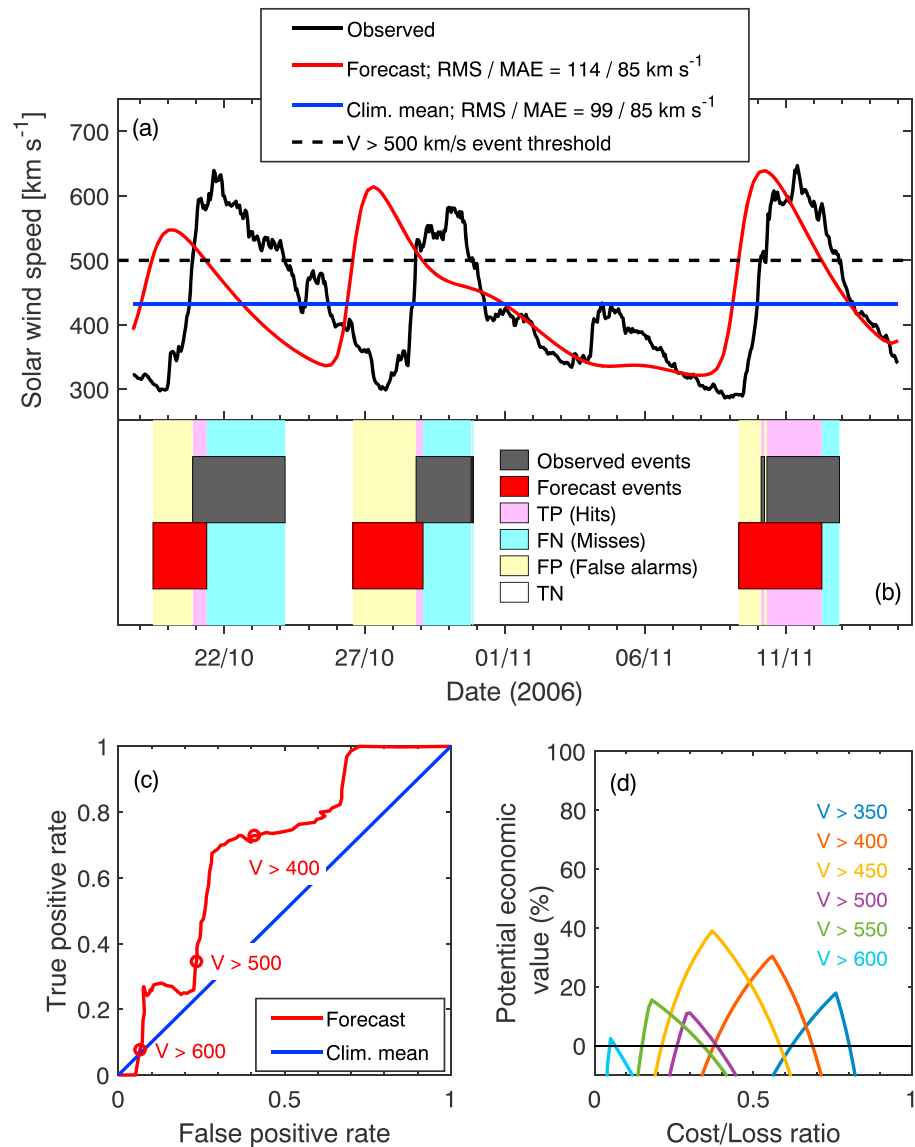 Observed
Forecast; RMS / MAE = 114 / 85 km s⁻¹
Clim. mean; RMS / MAE = 99 / 85 km s⁻¹
V > 500 km/s event threshold
(a)
Solar wind speed [km s⁻¹]
700
600
500
400
300
Observed events
Forecast events
TP (Hits)
FN (Misses)
FP (False alarms)
TN
(b)
22/10
27/10
01/11
06/11
11/11
Date (2006)
(c)
True positive rate
1
0.8
0.6
0.4
0.2
0
V > 400
V > 500
V > 600
Forecast
Clim. mean
0
0.5
1
False positive rate
(d)
Potential economic
value (%)
100
80
60
40
20
0
V > 350
V > 400
V > 450
V > 500
V > 550
V > 600
0
0.5
1
Cost/Loss ratio